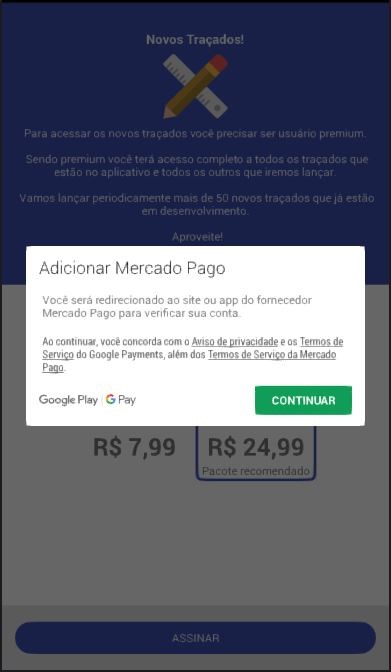 Novos Traçados!
Para acessar os novos traçados você precisar ser usuário premium.
Sendo premium você terá acesso completo a todos os traçados que
estão no aplicativo e todos os outros que iremos lançar.
Vamos lançar periodicamente mais de 50 novos traçados que já estão
em desenvolvimento.
Aproveite!
Adicionar Mercado Pago
Você será redirecionado ao site ou app do fornecedor
Mercado Pago para verificar sua conta.
Ao continuar, você concorda com o Aviso de privacidade e os Termos de
Serviço do Google Payments, além dos Termos de Serviço da Mercado
Pago.
Google Play | G Pay
CONTINUAR
R$ 7,99 R$ 24,99
Pacote recomendado
ASSINAR